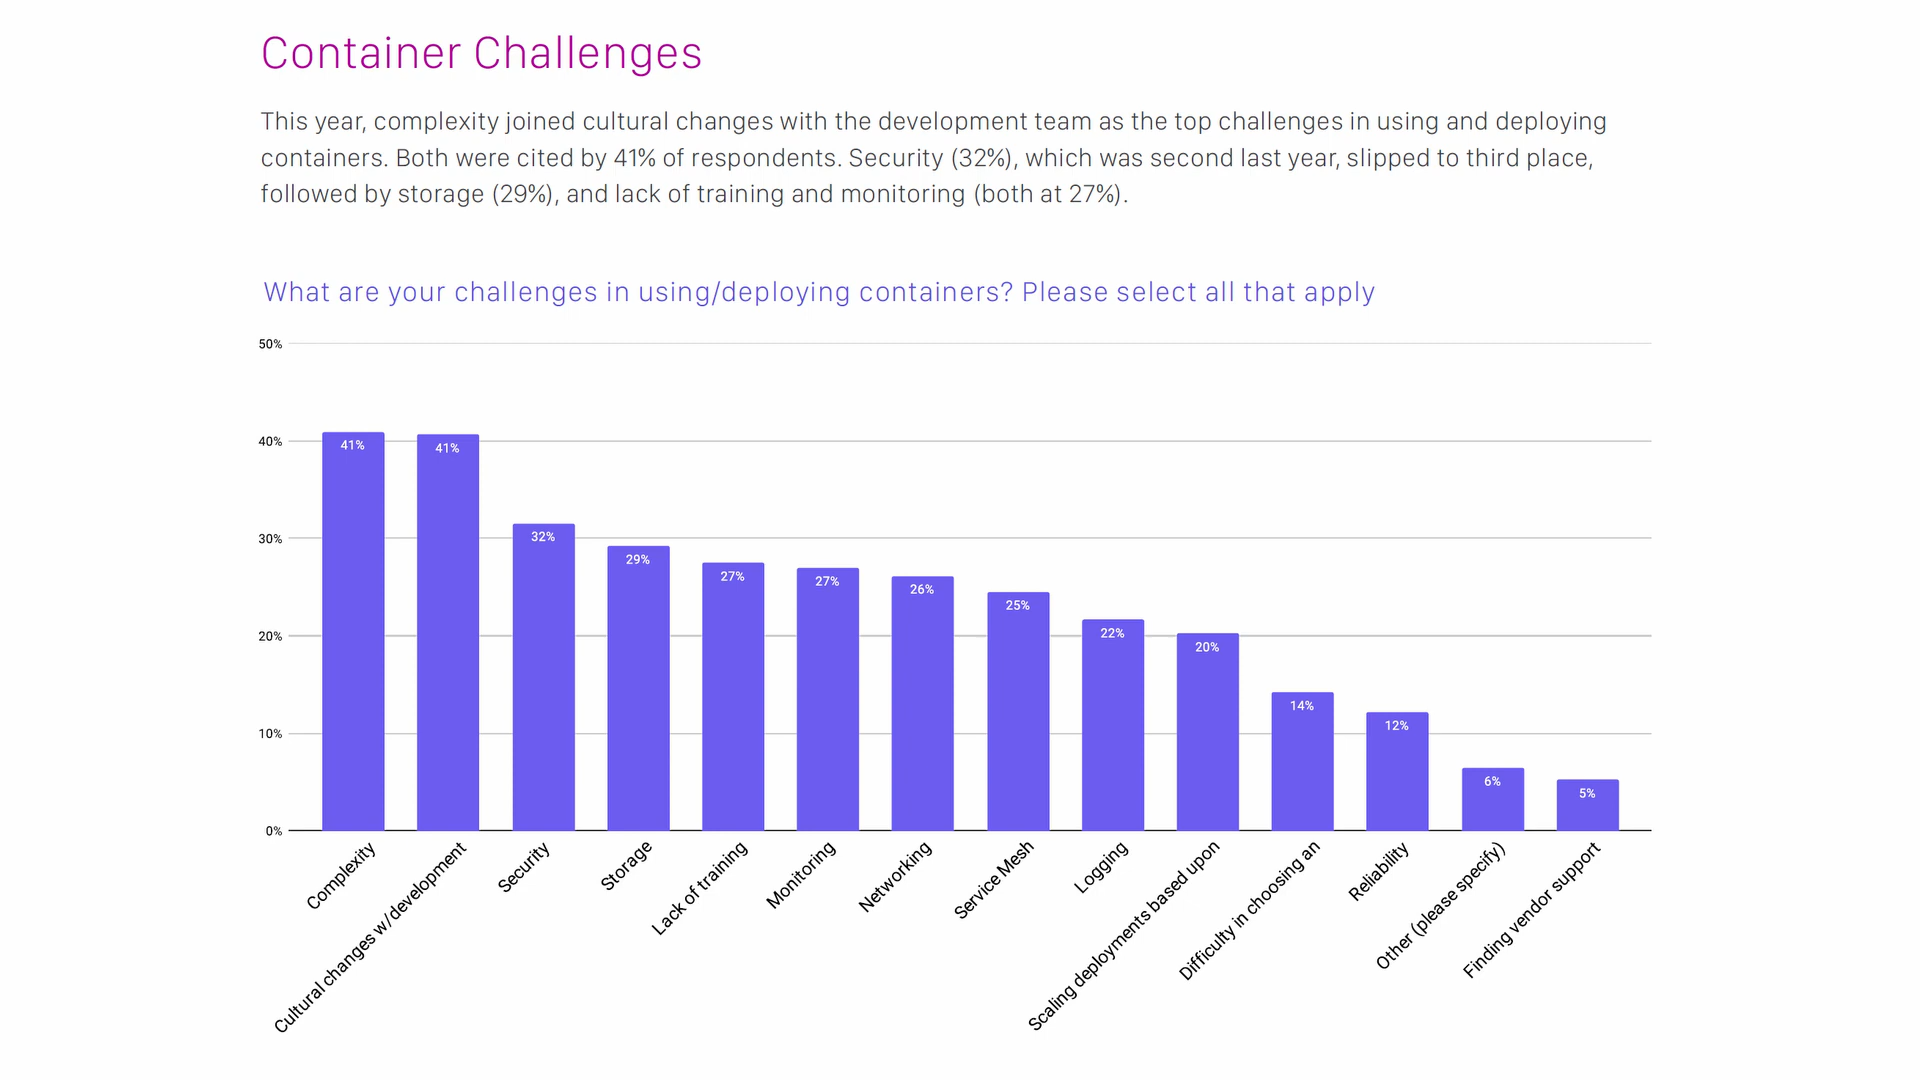 Container Challenges
This year, complexity joined cultural changes with the development team as the top challenges in using and deploying
containers. Both were cited by 41% of respondents. Security (32%), which was second last year, slipped to third place,
followed by storage (29%), and lack of training and monitoring (both at 27%).
What are your challenges in using/deploying containers? Please select all that apply
50%
40%
30%
20%
10%
0%
41%
41%
32%
29%
27%
27%
26%
25%
22%
20%
14%
12%
6%
5%
Complexity
Cultural changes w/development
Security
Storage
Lack of training
Monitoring
Networking
Service Mesh
Logging
Scaling deployments based upon
Difficulty in choosing an
Reliability
Other (please specify)
Finding vendor support